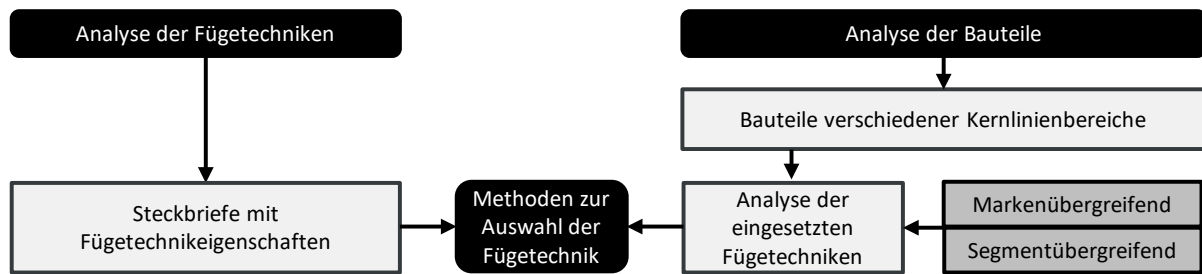 Analyse der Fügetechniken
Analyse der Bauteile
Bauteile verschiedener Kernlinienbereiche
Steckbriefe mit
Fügetechnikeigenschaften
Methoden zur
Auswahl der
Fügetechnik
Analyse der
eingesetzten
Fügetechniken
Markenübergreifend
Segmentübergreifend